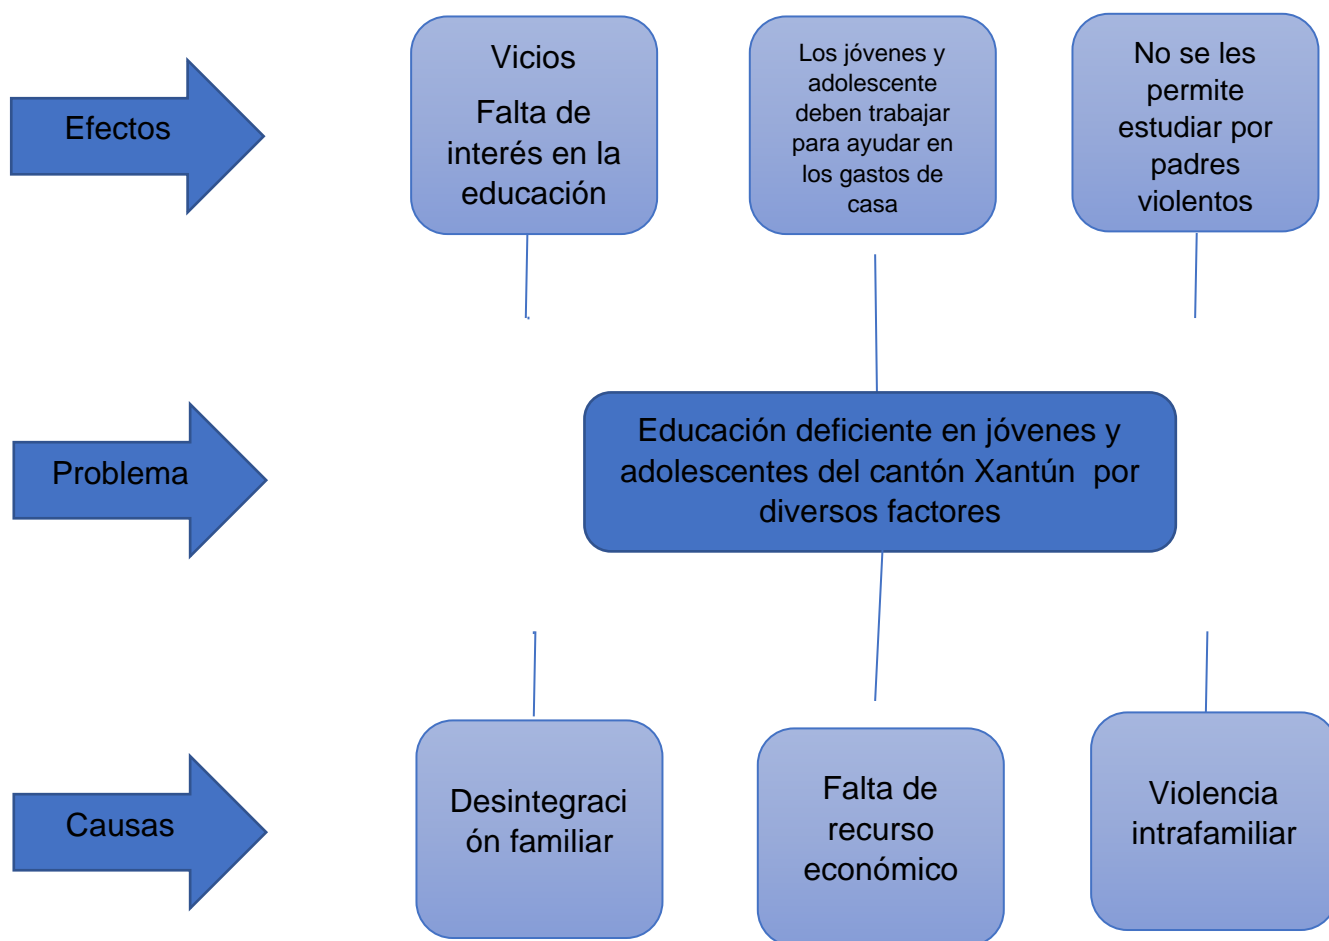 Efectos
Vicios
Falta de
interés en la
educación
Los jóvenes y
adolescente
deben trabajar
para ayudar en
los gastos de
casa
No se les
permite
estudiar por
padres
violentos
Problema
Educación deficiente en jóvenes y
adolescentes del cantón Xantún por
diversos factores
Causas
Desintegraci
ón familiar
Falta de
recurso
económico
Violencia
intrafamiliar